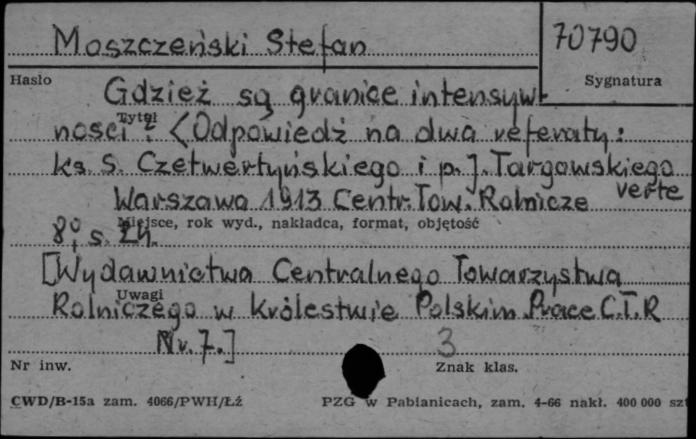 Moszczeński Stefan
70790
Hasło
Sygnatura
Gdzież są granice intensyw-
Tytuł
ności? <Odpowiedź na dwa referaty:
ks. S. Czetwertyńskiego i p. J. Targowskiego
verte
Warszawa 1913 Centr. Tow. Rolnicze
Miejsce, rok wyd., nakładca, format, objętość
8°, s. 24.
[Wydawnictwa Centralnego Towarzystwa
Uwagi
Rolniczego w Królestwie Polskim. Prace C.T.R
Nr. 7.]
3
Nr inw.
Znak klas.
CWD/B-15a zam. 4066/PWH/Łź
PZG w Pabianicach, zam. 4-66 nakł. 400 000 szt